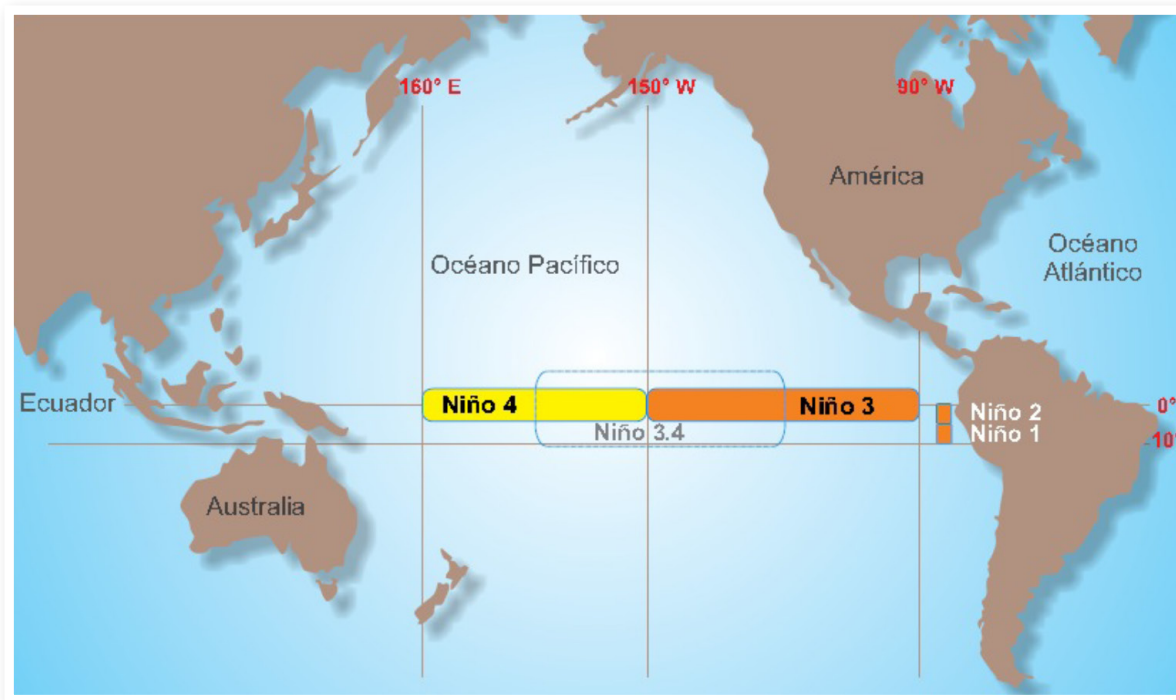 160° E
150° W
90° W
América
Océano Pacífico
Océano
Atlántico
Ecuador
Niño 4
Niño 3
Niño 2
0°
Niño 3.4
Niño 1
10°
Australia